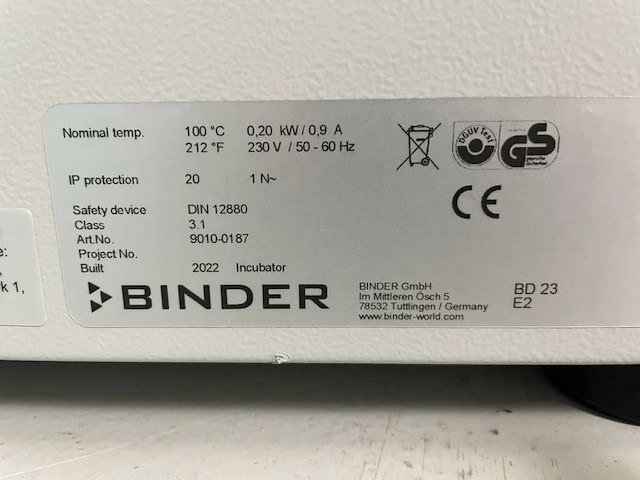 Nominal temp. 100 °C 0,20 kW / 0,9 A
212 °F 230 V / 50 - 60 Hz
IP protection 20 1 N~
Safety device DIN 12880
Class 3.1
Art.No. 9010-0187
Project No.
Built 2022 Incubator
BINDER
BINDER GmbH
Im Mittleren Ösch 5
78532 Tuttlingen / Germany
www.binder-world.com
BD 23
E2
DGUV Test
GS
CE
e:
k 1,